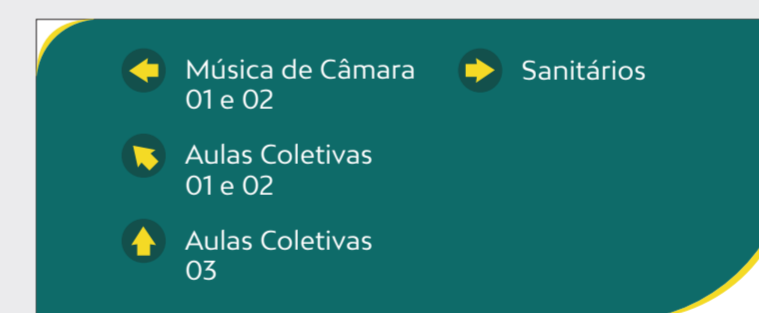 Música de Câmara
01 e 02
Aulas Coletivas
01 e 02
Aulas Coletivas
03
Sanitários